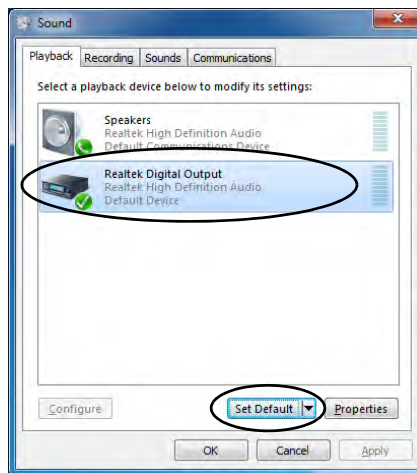 Sound
Playback Recording Sounds Communications
Select a playback device below to modify its settings:
Speakers
Realtek High Definition Audio
Default Communications Device
Realtek Digital Output
Realtek High Definition Audio
Default Device
Configure Set Default Properties
OK Cancel Apply